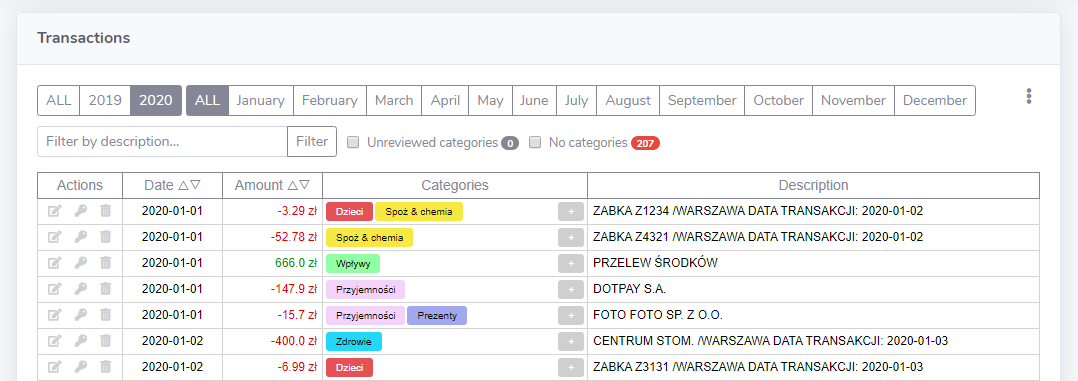 Transactions
ALL 2019 2020 ALL January February March April May June July August September October November December
Filter by description... Filter Unreviewed categories 0 No categories 207
Actions Date △▽ Amount △▽ Categories Description
2020-01-01 -3.29 zł Dzieci Spoż & chemia + ZABKA Z1234 /WARSZAWA DATA TRANSAKCJI: 2020-01-02
2020-01-01 -52.78 zł Spoż & chemia + ZABKA Z4321 /WARSZAWA DATA TRANSAKCJI: 2020-01-02
2020-01-01 666.0 zł Wpływy + PRZELEW ŚRODKÓW
2020-01-01 -147.9 zł Przyjemności + DOTPAY S.A.
2020-01-01 -15.7 zł Przyjemności Prezenty + FOTO FOTO SP. Z O.O.
2020-01-02 -400.0 zł Zdrowie + CENTRUM STOM. /WARSZAWA DATA TRANSAKCJI: 2020-01-03
2020-01-02 -6.99 zł Dzieci + ZABKA Z3131 /WARSZAWA DATA TRANSAKCJI: 2020-01-03